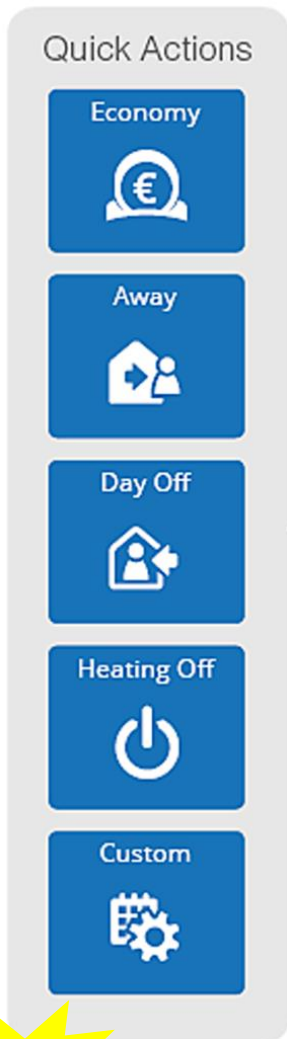 Quick Actions
Economy
€
Away
Day Off
Heating Off
Custom